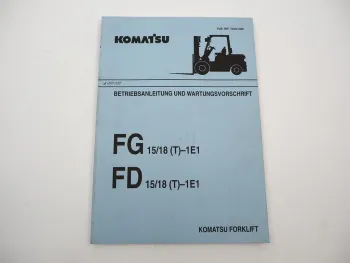 KOMATSU
BETRIEBSANLEITUNG UND WARTUNGSVORSCHRIFT
FG 15/18 (T)–1E1
FD 15/18 (T)–1E1
KOMATSU FORKLIFT